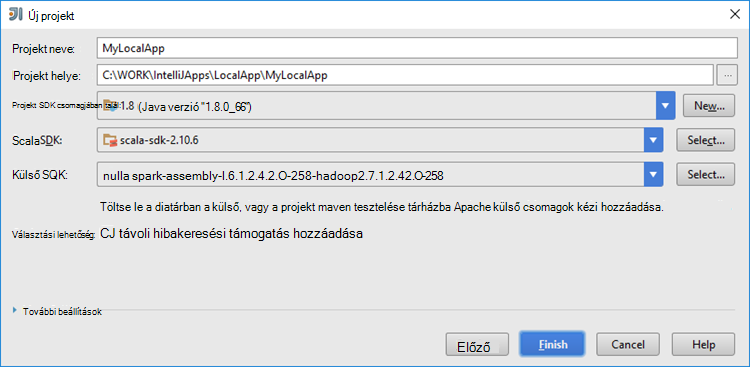 Új projekt
Projekt neve: MyLocalApp
Projekt helye: C:\WORK\IntelliJApps\LocalApp\MyLocalApp ...
Projekt SDK csomagjában 1.8 (Java verzió "1.8.0_66") New...
ScalaSDK: scala-sdk-2.10.6 Select...
Külső SQK: nulla spark-assembly-l.6.1.2.4.2.O-258-hadoop2.7.1.2.42.O-258 Select...
Töltse le a diatárban a külső, vagy a projekt maven tesztelése tárházba Apache külső csomagok kézi hozzáadása.
Választási lehetőség: CJ távoli hibakeresési támogatás hozzáadása
További beállítások
Előző Finish Cancel Help